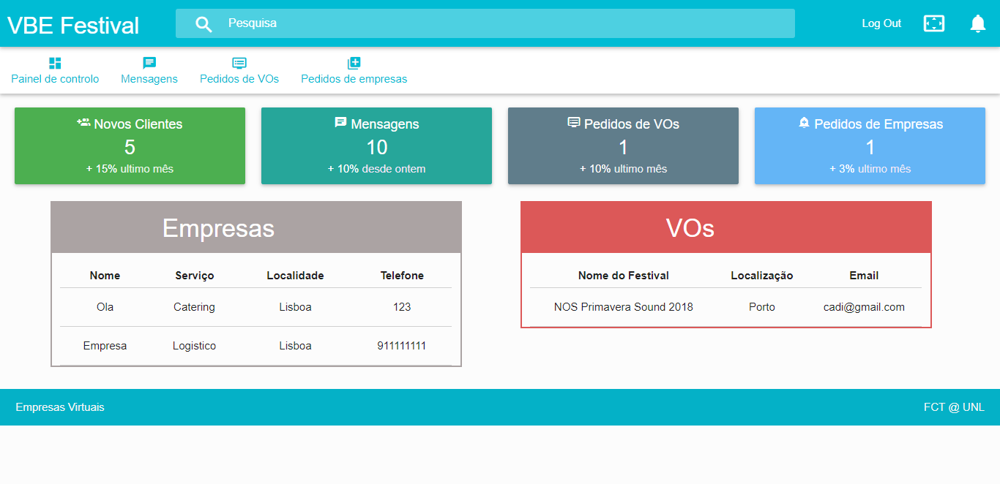 VBE Festival
Pesquisa
Log Out
Painel de controlo
Mensagens
Pedidos de VOs
Pedidos de empresas
Novos Clientes
5
+ 15% ultimo mês
Mensagens
10
+ 10% desde ontem
Pedidos de VOs
1
+ 10% ultimo mês
Pedidos de Empresas
1
+ 3% ultimo mês
Empresas
Nome Serviço Localidade Telefone
Ola Catering Lisboa 123
Empresa Logistico Lisboa 911111111
VOs
Nome do Festival Localização Email
NOS Primavera Sound 2018 Porto cadi@gmail.com
Empresas Virtuais
FCT @ UNL